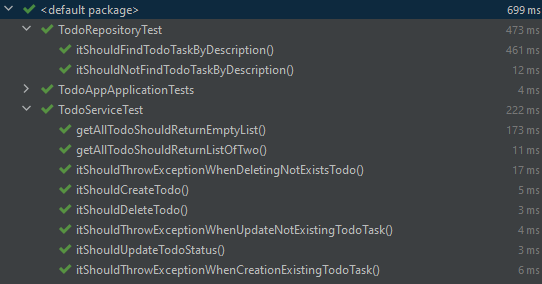 <default package> 699 ms
TodoRepositoryTest 473 ms
itShouldFindTodoTaskByDescription() 461 ms
itShouldNotFindTodoTaskByDescription() 12 ms
TodoAppApplicationTests 4 ms
TodoServiceTest 222 ms
getAllTodoShouldReturnEmptyList() 173 ms
getAllTodoShouldReturnListOfTwo() 11 ms
itShouldThrowExceptionWhenDeletingNotExistsTodo() 17 ms
itShouldCreateTodo() 5 ms
itShouldDeleteTodo() 3 ms
itShouldThrowExceptionWhenUpdateNotExistingTodoTask() 4 ms
itShouldUpdateTodoStatus() 3 ms
itShouldThrowExceptionWhenCreationExistingTodoTask() 6 ms